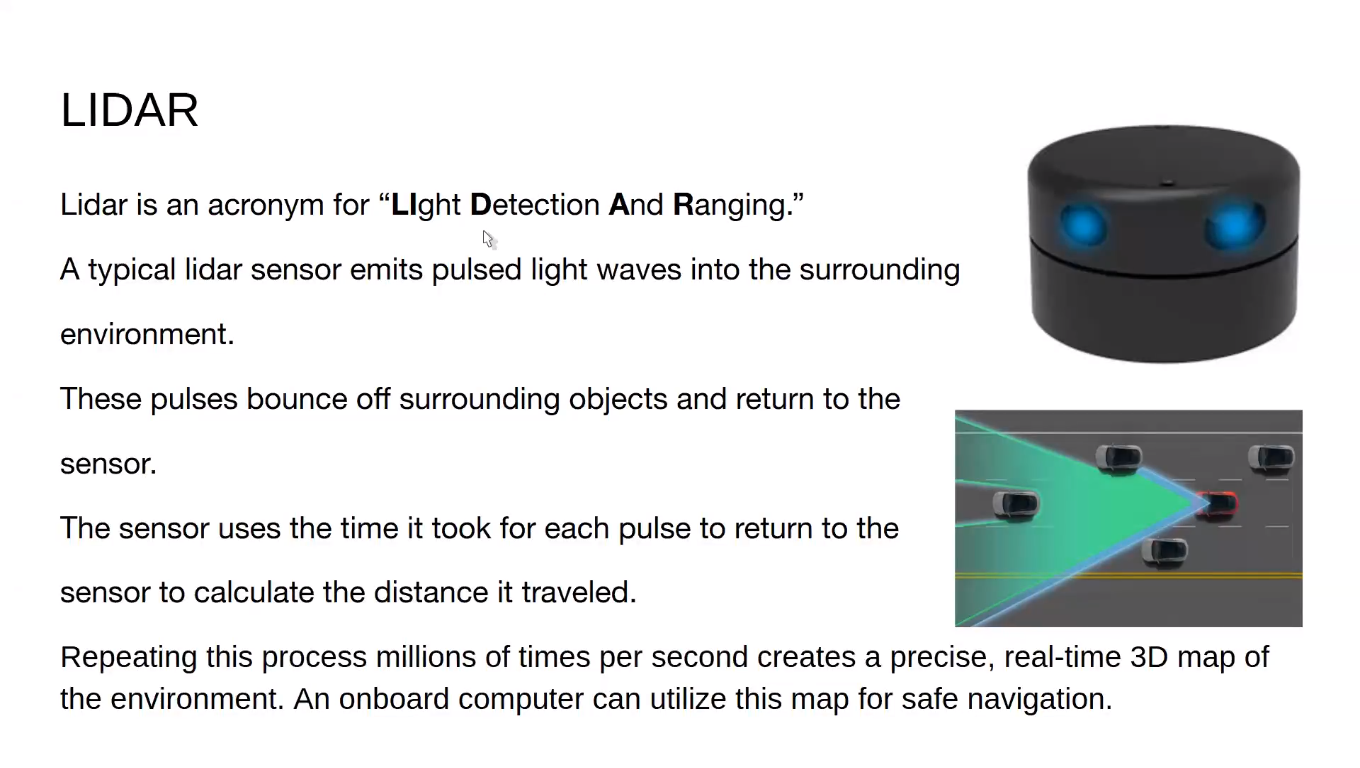 LIDAR
Lidar is an acronym for “LIght Detection And Ranging.”
A typical lidar sensor emits pulsed light waves into the surrounding
environment.
These pulses bounce off surrounding objects and return to the
sensor.
The sensor uses the time it took for each pulse to return to the
sensor to calculate the distance it traveled.
Repeating this process millions of times per second creates a precise, real-time 3D map of
the environment. An onboard computer can utilize this map for safe navigation.